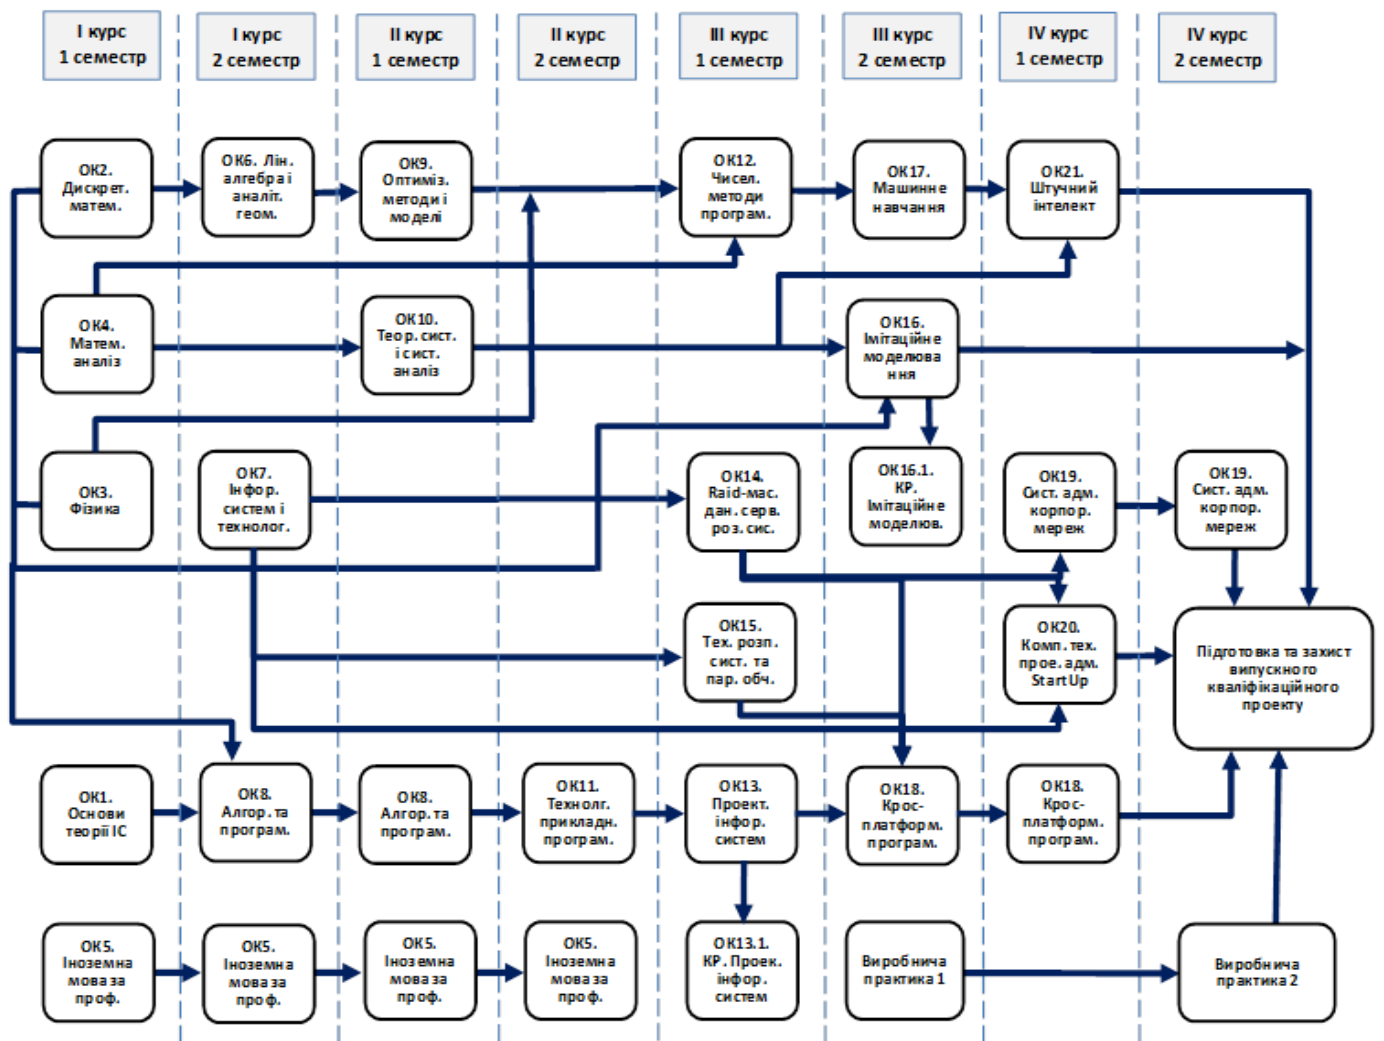 І курс
1 семестр
І курс
2 семестр
ІІ курс
1 семестр
ІІ курс
2 семестр
ІІІ курс
1 семестр
ІІІ курс
2 семестр
IV курс
1 семестр
IV курс
2 семестр
ОК2.
Дискрет.
матем.
ОК6. Лін.
алгебра і
аналіт.
геом.
ОК9.
Оптиміз.
методи і
моделі
ОК12.
Чисел.
методи
програм.
ОК17.
Машинне
навчання
ОК21.
Штучний
інтелект
ОК4.
Матем.
аналіз
ОК10.
Теор. сист.
і сист.
аналіз
ОК16.
Імітаційне
моделюва
ння
ОК3.
Фізика
ОК7.
Інфор.
систем і
технолог.
ОК14.
Raid-мас.
дан. серв.
роз. сис.
ОК16.1.
КР.
Імітаційне
моделюв.
ОК19.
Сист. адм.
корпор.
мереж
ОК19.
Сист. адм.
корпор.
мереж
ОК15.
Тех. розп.
сист. та
пар. обч.
ОК20.
Комп. тех.
прое. адм.
StartUp
Підготовка та захист
випускного
кваліфікаційного
проекту
ОК1.
Основи
теорії ІС
ОК8.
Алгор. та
програм.
ОК8.
Алгор. та
програм.
ОК11.
Технолг.
прикладн.
програм.
ОК13.
Проект.
інфор.
систем
ОК18.
Крос-
платформ.
програм.
ОК18.
Крос-
платформ.
програм.
ОК5.
Іноземна
мова за
проф.
ОК5.
Іноземна
мова за
проф.
ОК5.
Іноземна
мова за
проф.
ОК5.
Іноземна
мова за
проф.
ОК13.1.
КР. Проек.
інфор.
систем
Виробнича
практика 1
Виробнича
практика 2